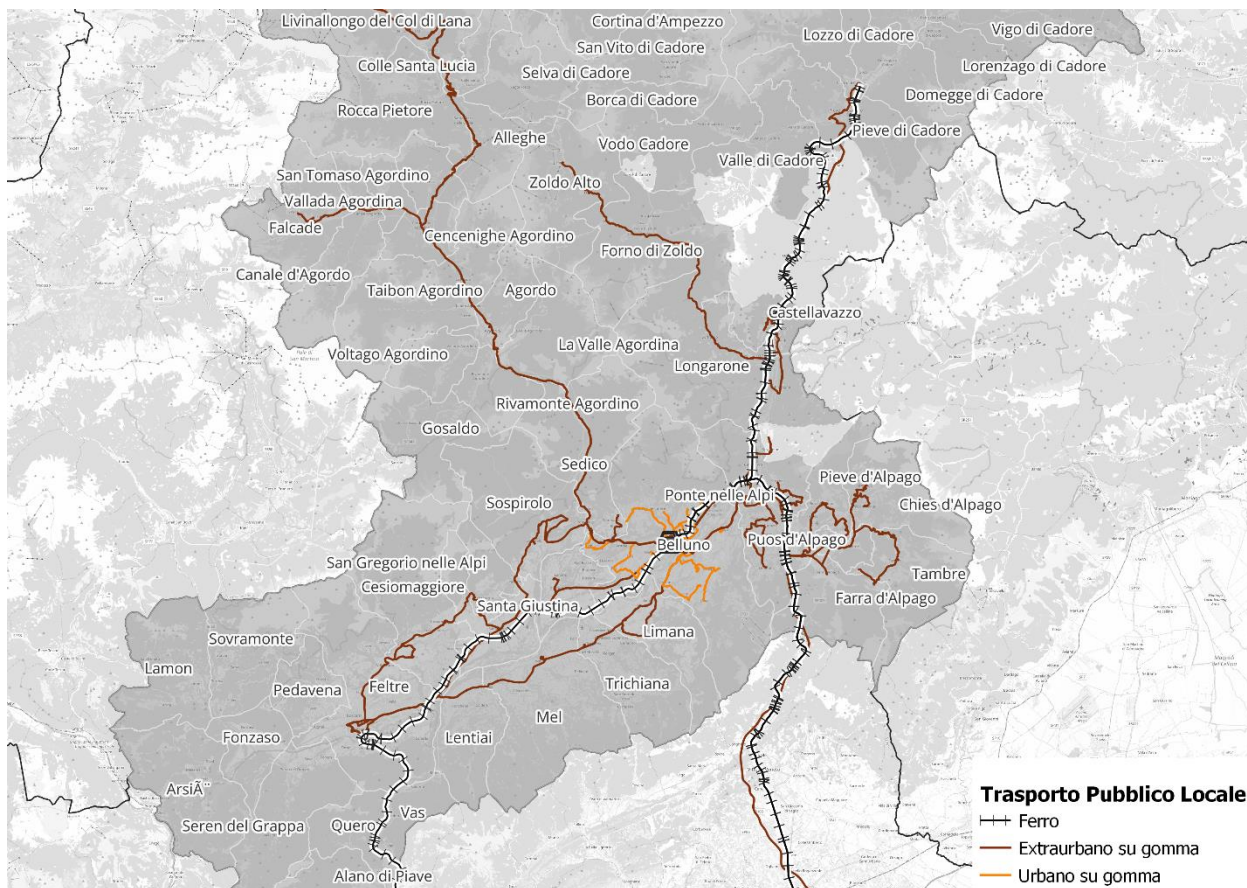 Livinallongo del Col di Lana
Cortina d'Ampezzo
Lozzo di Cadore
Vigo di Cadore
San Vito di Cadore
Colle Santa Lucia
Selva di Cadore
Lorenzago di Cadore
Rocca Pietore
Borca di Cadore
Domegge di Cadore
Alleghe
Vodo Cadore
Pieve di Cadore
Valle di Cadore
San Tomaso Agordino
Zoldo Alto
Vallada Agordina
Falcade
Cencenighe Agordino
Forno di Zoldo
Canale d'Agordo
Taibon Agordino
Agordo
Castellavazzo
Voltago Agordino
La Valle Agordina
Longarone
Rivamonte Agordino
Gosaldo
Sedico
Pieve d'Alpago
Sospirolo
Ponte nelle Alpi
Chies d'Alpago
Belluno
Puos d'Alpago
San Gregorio nelle Alpi
Cesiomaggiore
Tambre
Santa Giustina
Farra d'Alpago
Sovramonte
Limana
Lamon
Pedavena
Feltre
Trichiana
Mel
Fonzaso
Lentiai
ArsiÃ¨
Vas
Seren del Grappa
Quero
Alano di Piave
Trasporto Pubblico Locale
Ferro
Extraurbano su gomma
Urbano su gomma